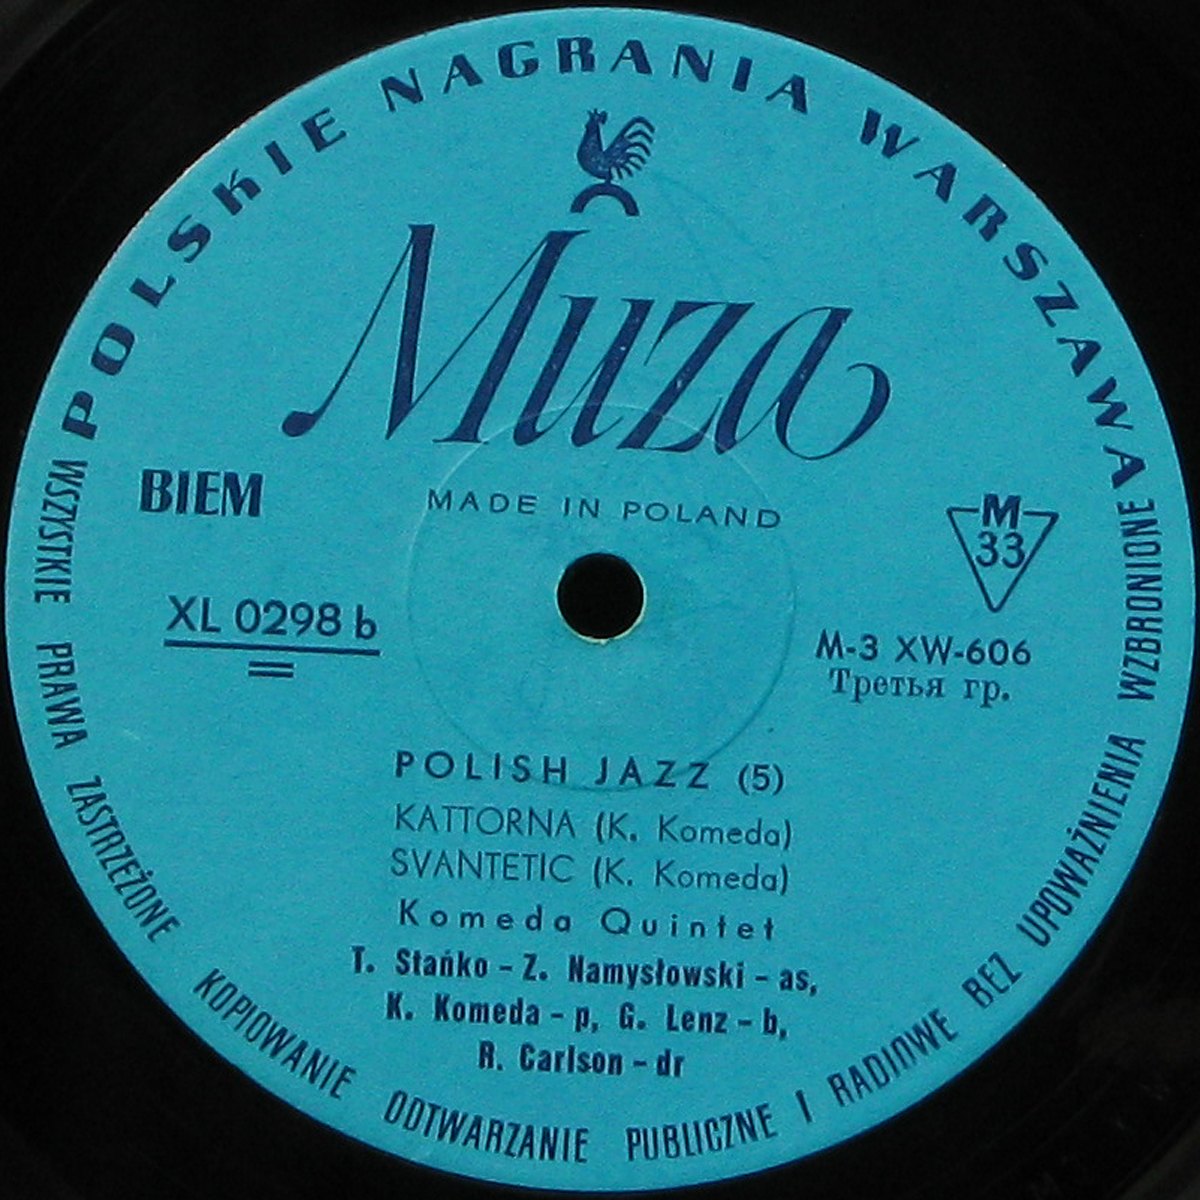 POLSKIE NAGRANIA WARSZAWA
Muza
BIEM
MADE IN POLAND
M
33
XL 0298 b
M-3 XW-606
Третья гр.
POLISH JAZZ (5)
KATTORNA (K. Komeda)
SVANTETIC (K. Komeda)
Komeda Quintet
T. Stańko - Z. Namysłowski - as,
K. Komeda - p, G. Lenz - b,
R. Carlson - dr
WSZYSTKIE PRAWA ZASTRZEŻONE KOPIOWANIE ODTWARZANIE PUBLICZNE I RADIOWE BEZ UPOWAŻNIENIA WZBRONIONE